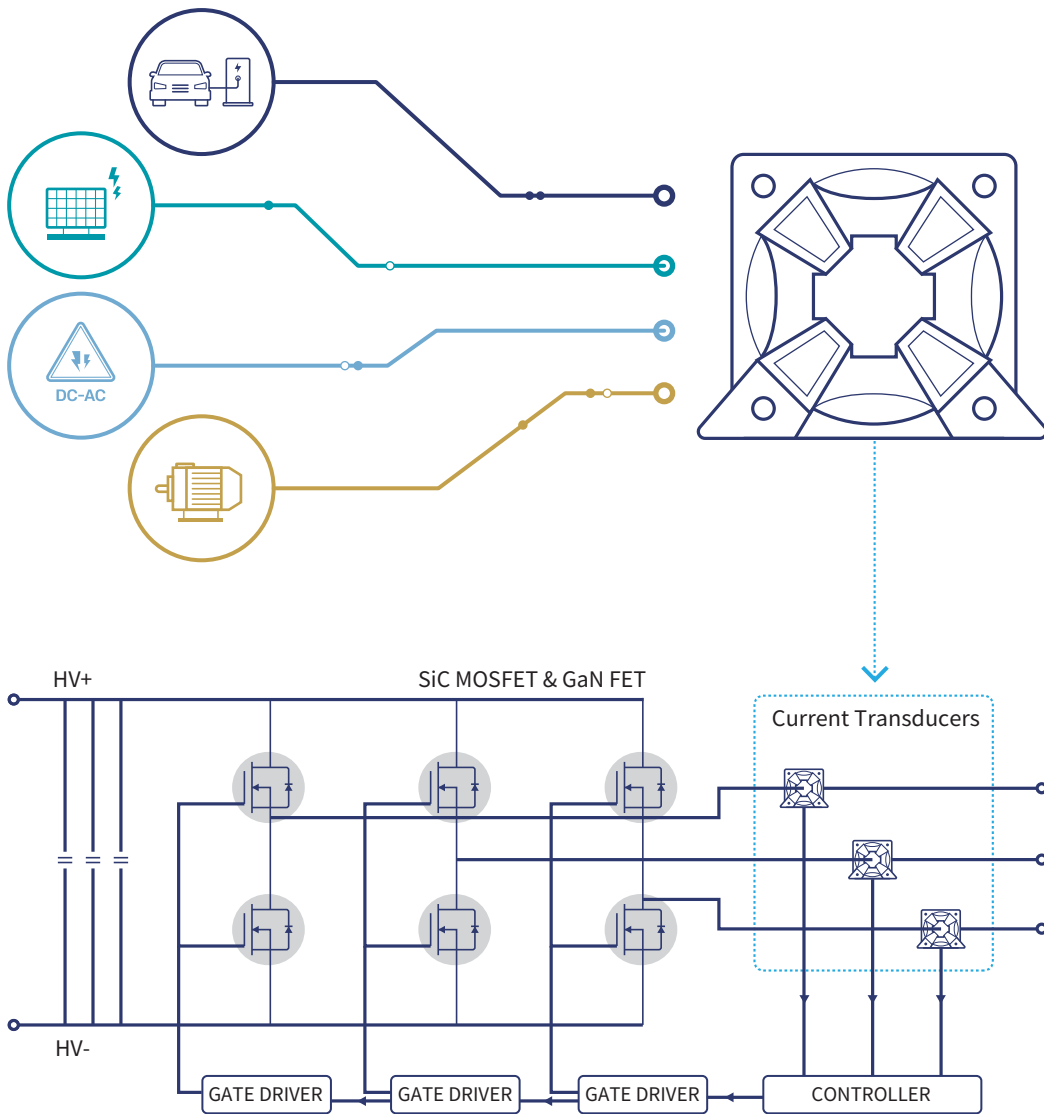 DC-AC
HV+
SiC MOSFET & GaN FET
Current Transducers
HV-
GATE DRIVER
GATE DRIVER
GATE DRIVER
CONTROLLER